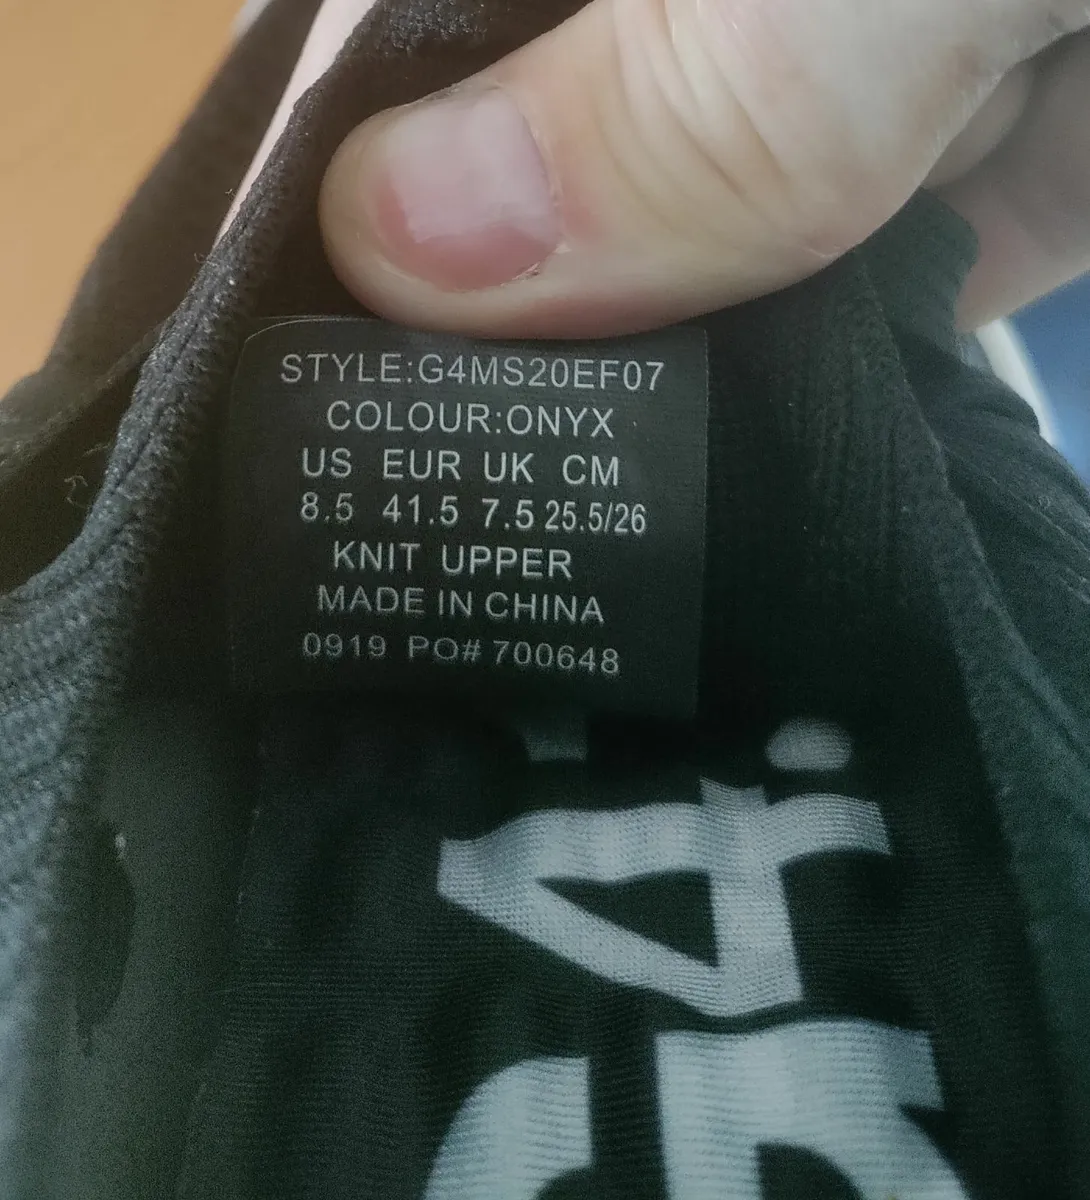 STYLE:G4MS20EF07
COLOUR:ONYX
US EUR UK CM
8.5 41.5 7.5 25.5/26
KNIT UPPER
MADE IN CHINA
0919 PO# 700648